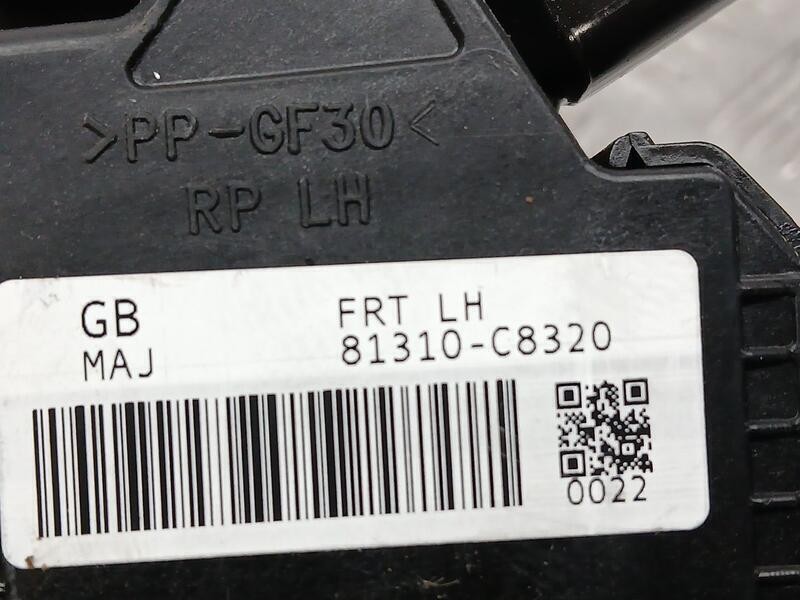 >PP-GF30<
RP LH
GB FRT LH
MAJ 81310-C8320
0022